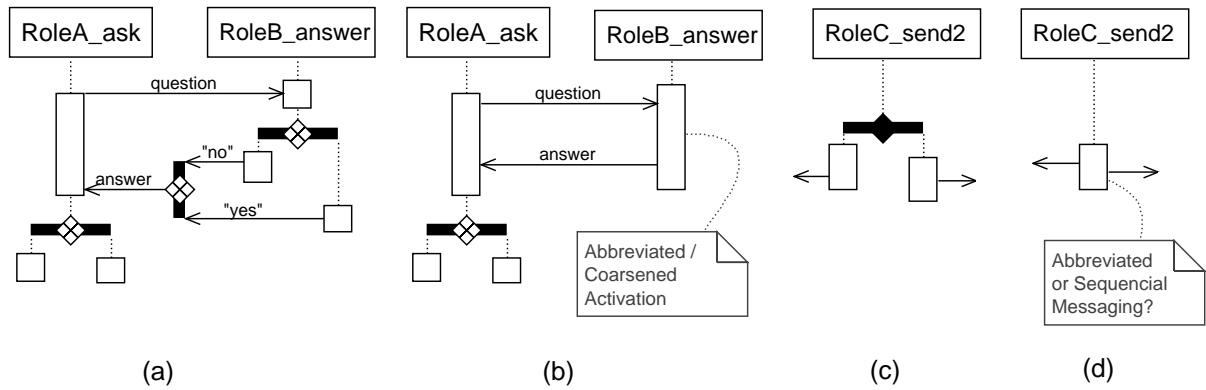 RoleA_ask
RoleB_answer
question
"no"
answer
"yes"
(a)
RoleA_ask
RoleB_answer
question
answer
Abbreviated /
Coarsened
Activation
(b)
RoleC_send2
(c)
RoleC_send2
Abbreviated
or Sequencial
Messaging?
(d)